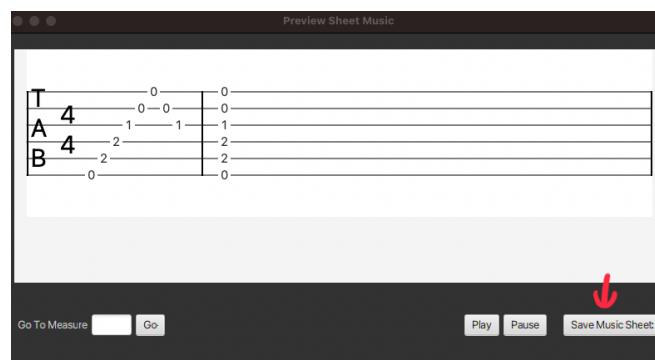 Preview Sheet Music
T
A
B
4
4
0 0
0 0 0
1 1 1
2 2
2 2
0 0
Go To Measure Go Play Pause Save Music Sheet